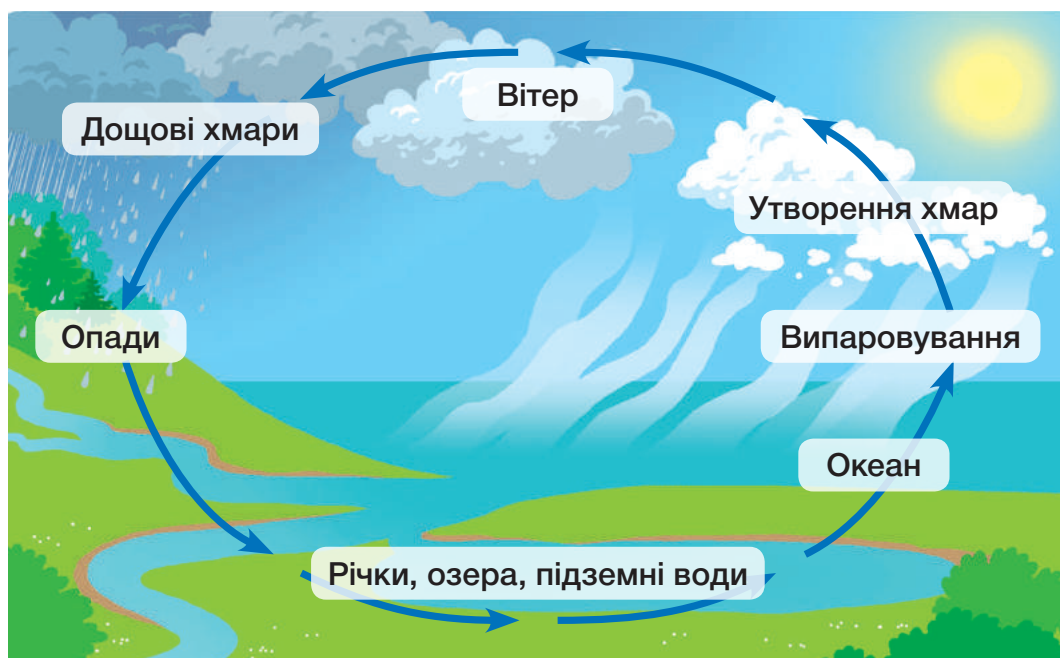 Вітер
Дощові хмари
Утворення хмар
Опади
Випаровування
Океан
Річки, озера, підземні води